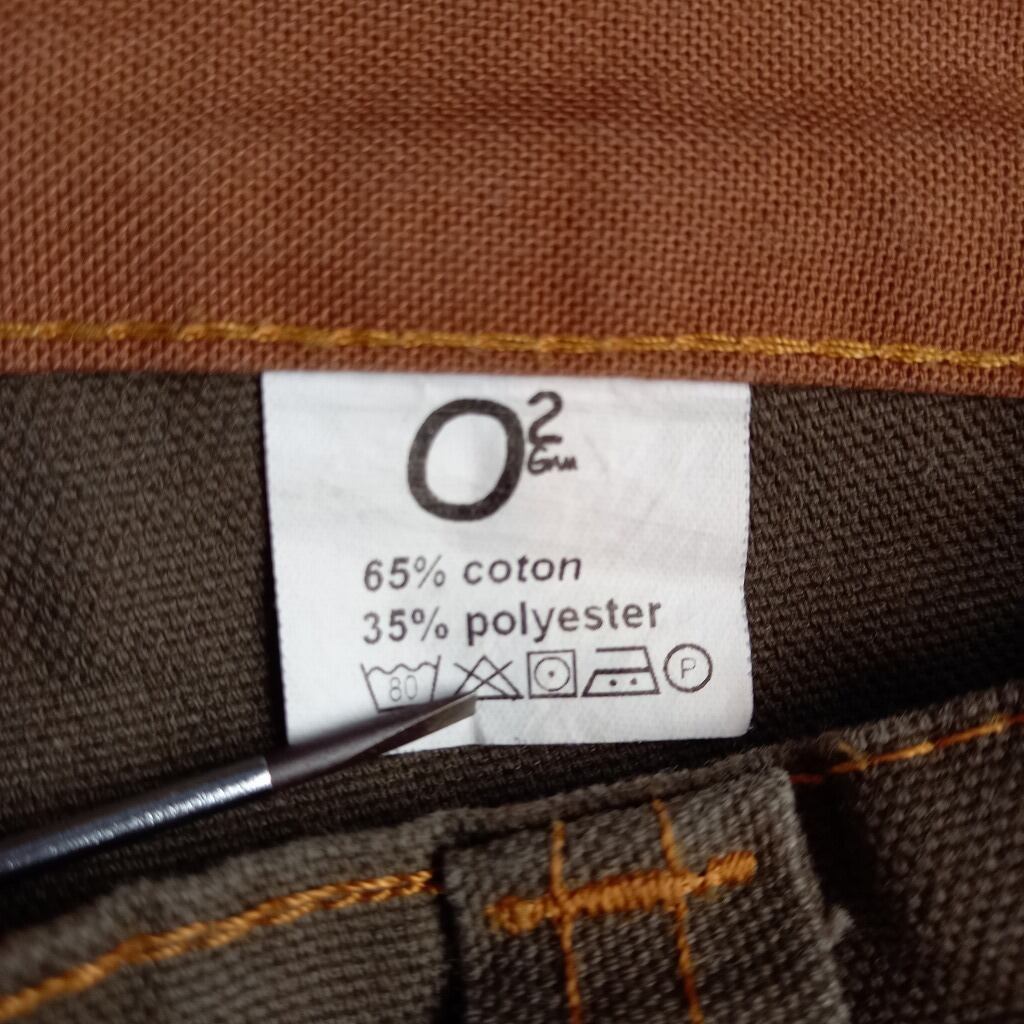 O2
65% coton
35% polyester
80 P